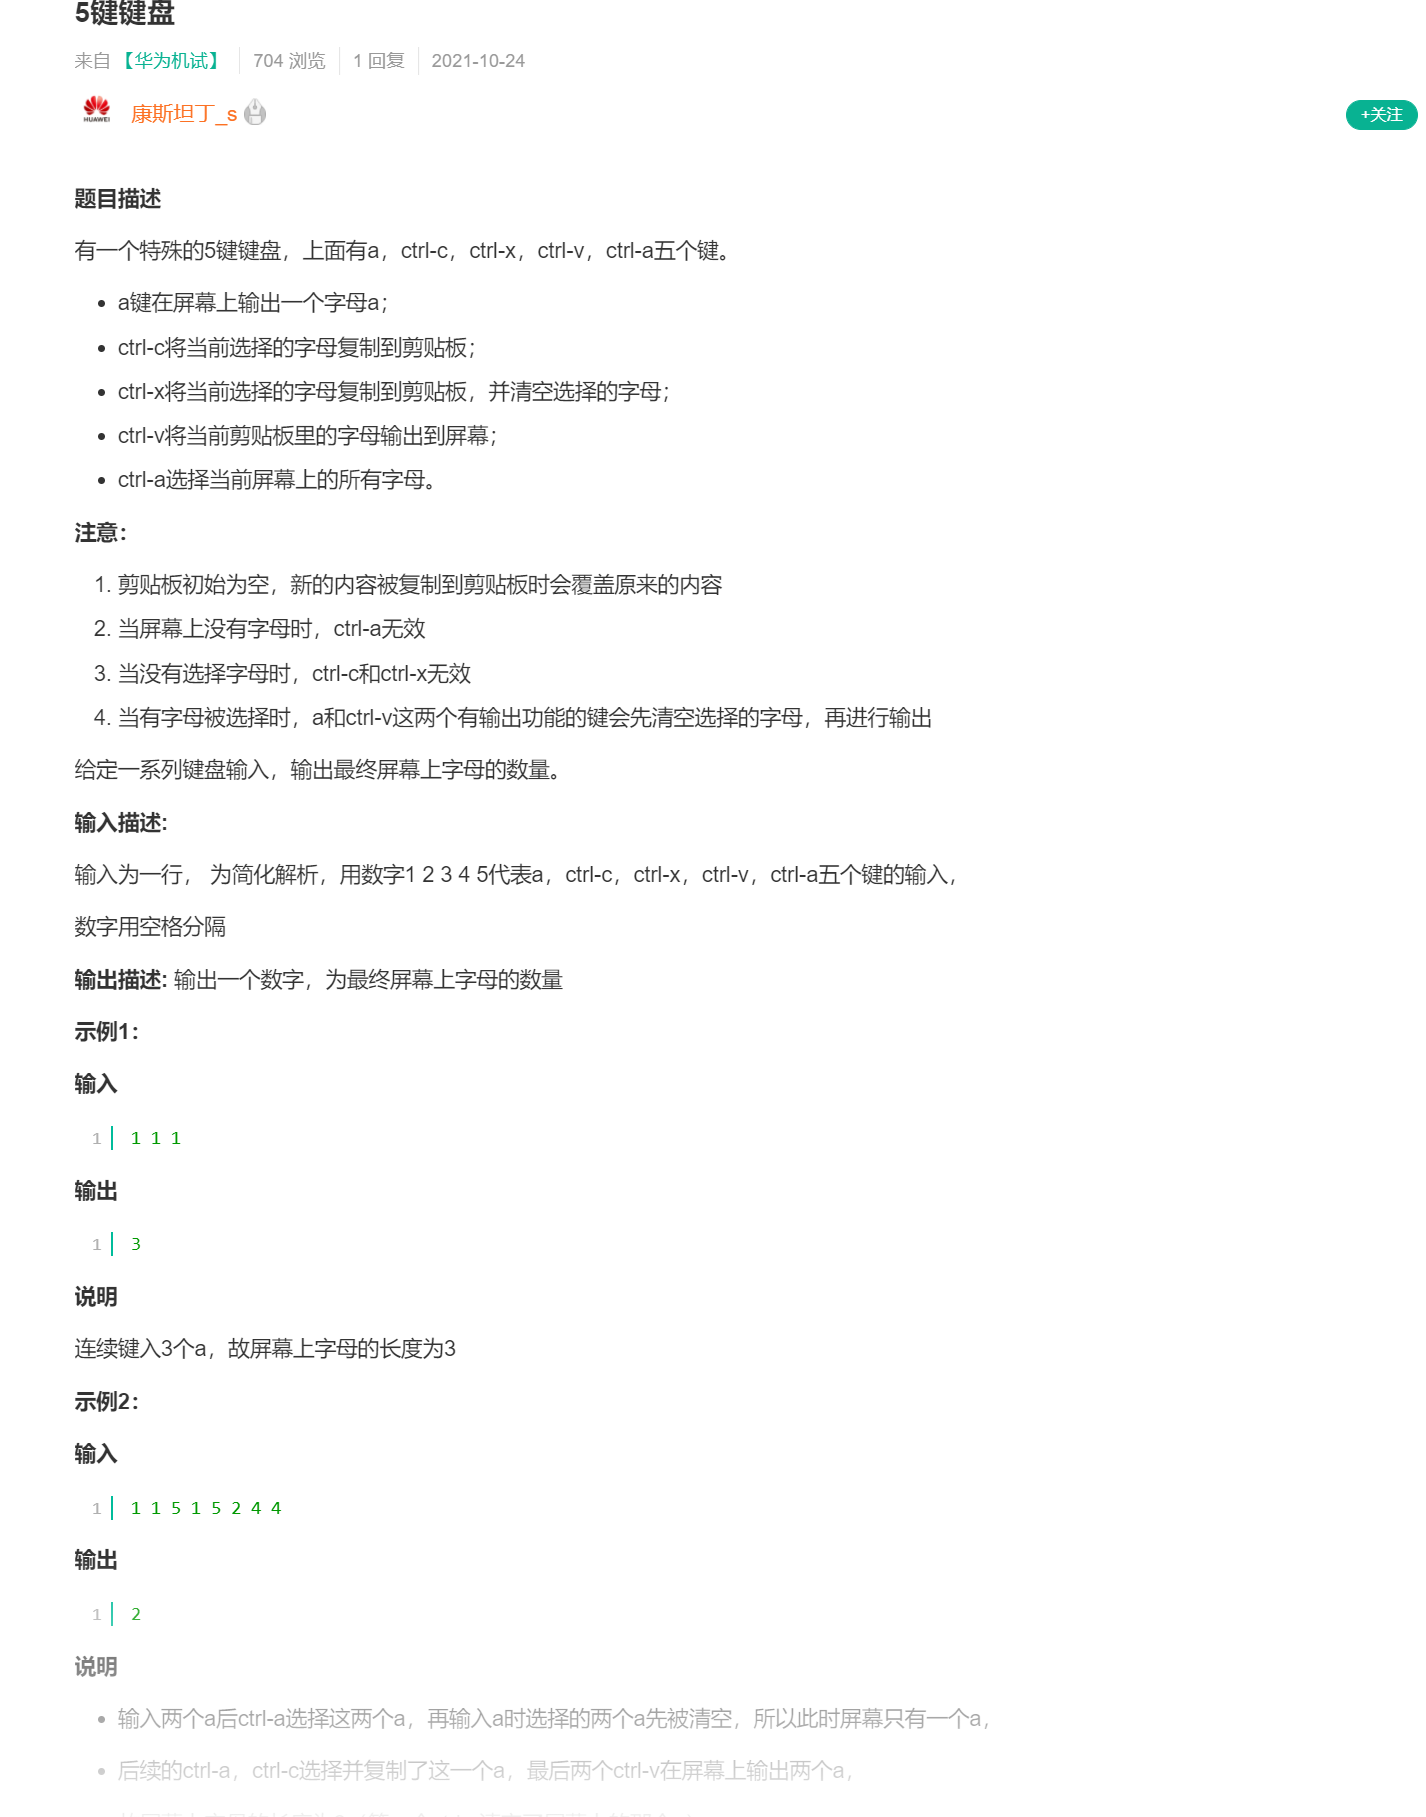 5键键盘
来自 【华为机试】 704 浏览 1 回复 2021-10-24
HUAWEI 康斯坦丁_s +关注
题目描述
有一个特殊的5键键盘，上面有a，ctrl-c，ctrl-x，ctrl-v，ctrl-a五个键。
• a键在屏幕上输出一个字母a；
• ctrl-c将当前选择的字母复制到剪贴板；
• ctrl-x将当前选择的字母复制到剪贴板，并清空选择的字母；
• ctrl-v将当前剪贴板里的字母输出到屏幕；
• ctrl-a选择当前屏幕上的所有字母。
注意：
1. 剪贴板初始为空，新的内容被复制到剪贴板时会覆盖原来的内容
2. 当屏幕上没有字母时，ctrl-a无效
3. 当没有选择字母时，ctrl-c和ctrl-x无效
4. 当有字母被选择时，a和ctrl-v这两个有输出功能的键会先清空选择的字母，再进行输出
给定一系列键盘输入，输出最终屏幕上字母的数量。
输入描述:
输入为一行， 为简化解析，用数字1 2 3 4 5代表a，ctrl-c，ctrl-x，ctrl-v，ctrl-a五个键的输入，
数字用空格分隔
输出描述: 输出一个数字，为最终屏幕上字母的数量
示例1：
输入
1 1 1 1
输出
1 3
说明
连续键入3个a，故屏幕上字母的长度为3
示例2：
输入
1 1 1 5 1 5 2 4 4
输出
1 2
说明
• 输入两个a后ctrl-a选择这两个a，再输入a时选择的两个a先被清空，所以此时屏幕只有一个a，
• 后续的ctrl-a，ctrl-c选择并复制了这一个a，最后两个ctrl-v在屏幕上输出两个a，